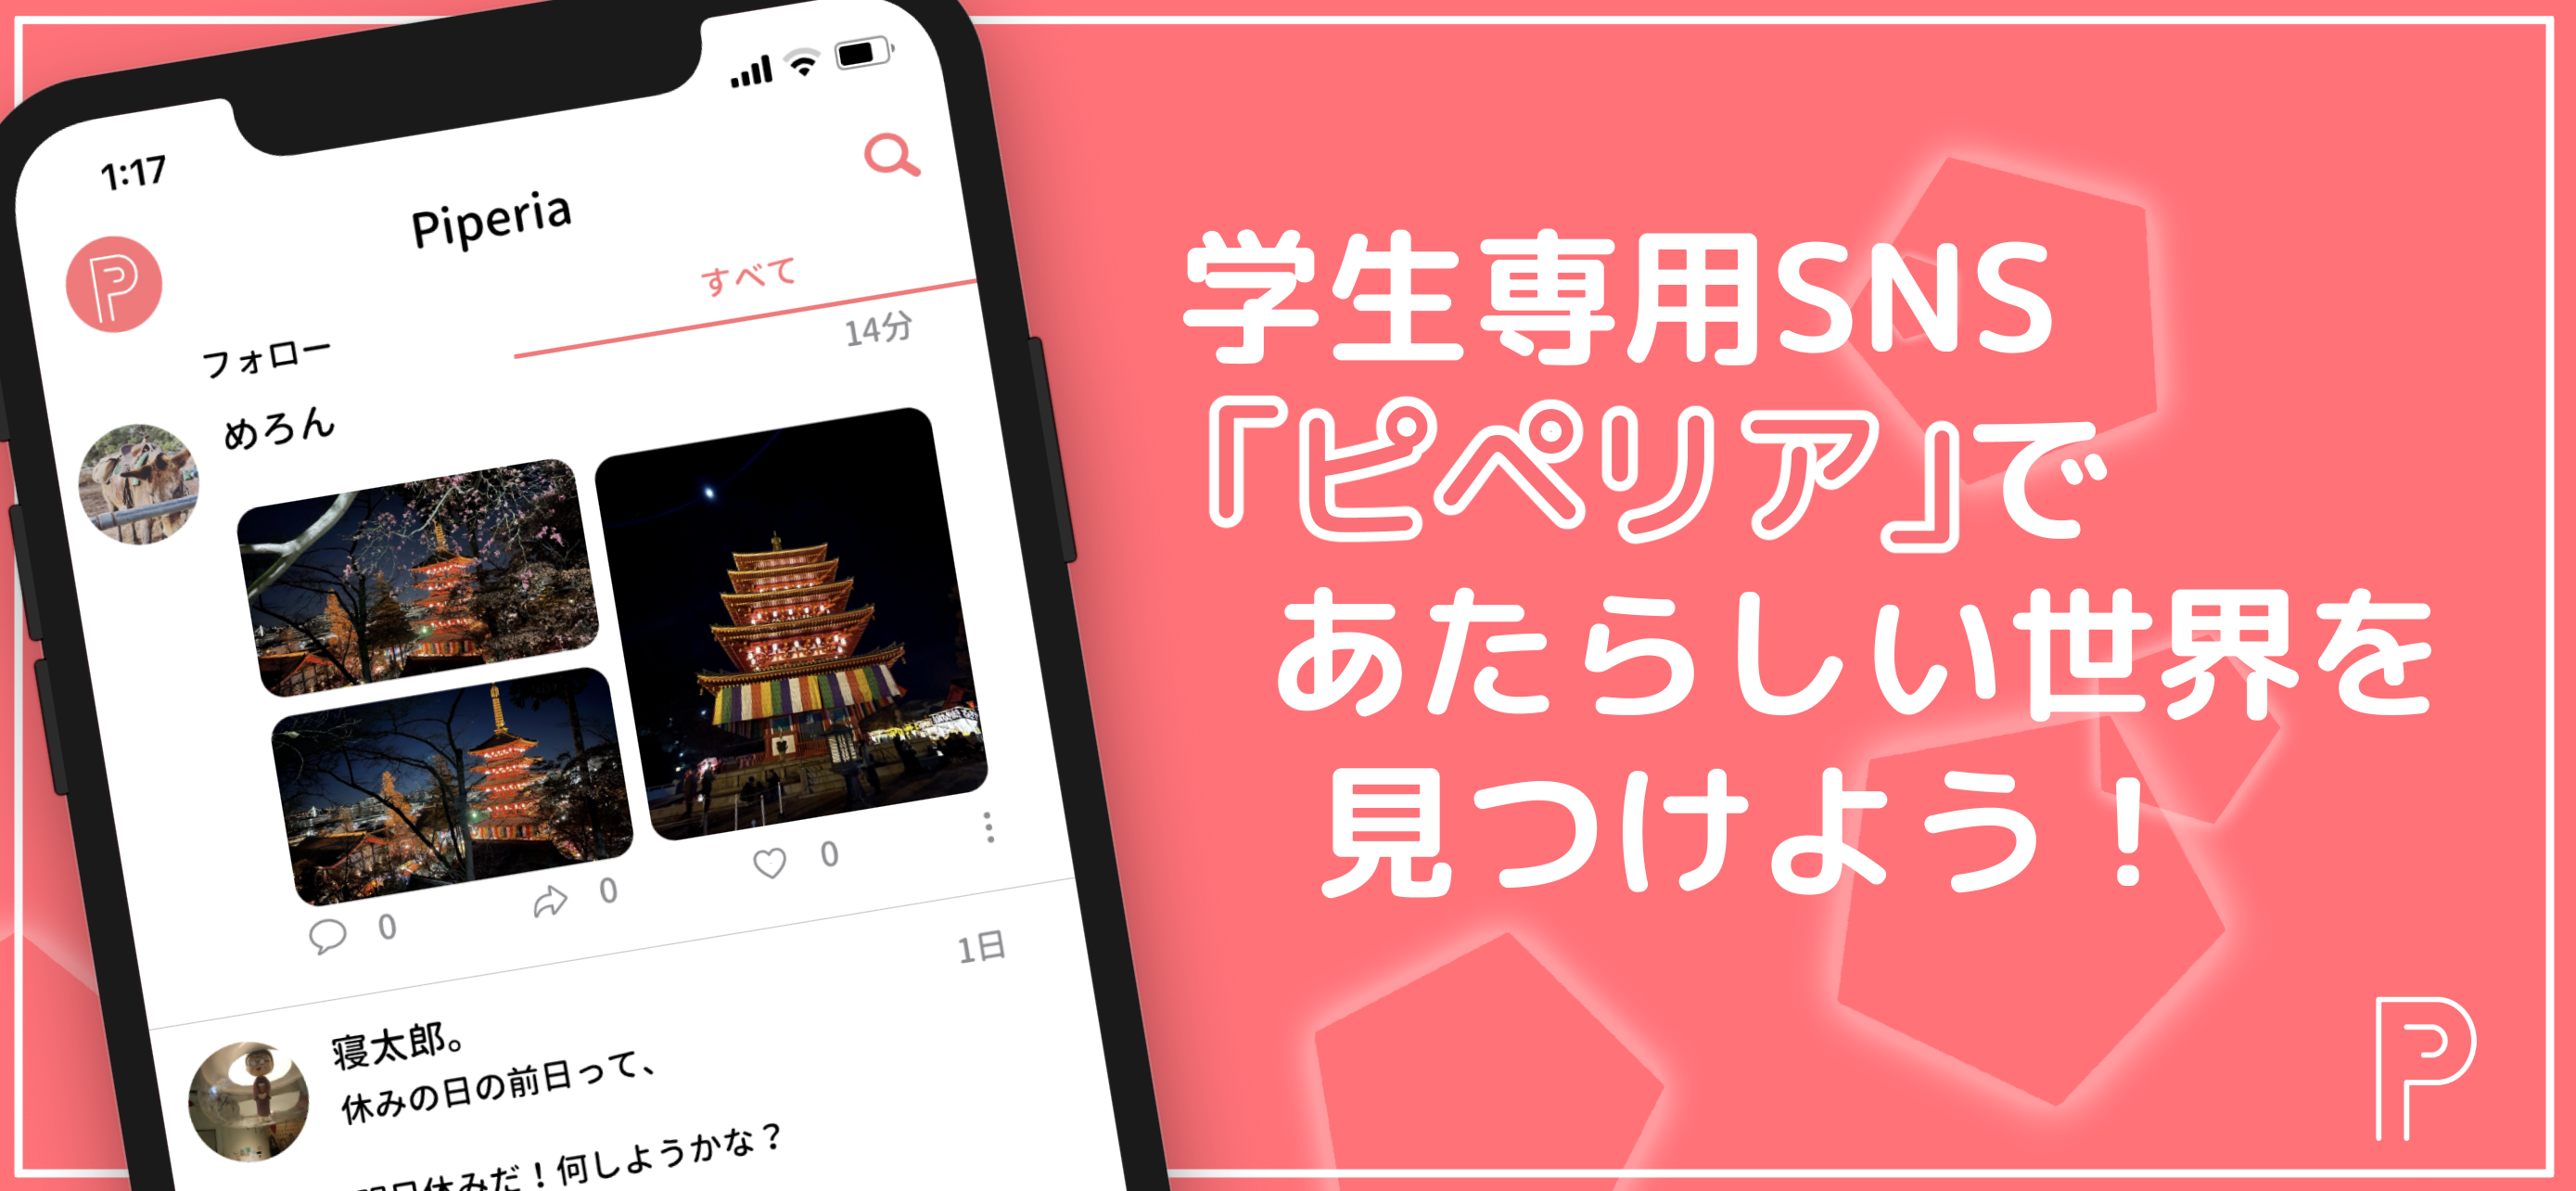 1:17
Piperia
フォロー
すべて
めろん
14分
0
0
0
寝太郎。
1日
休みの日の前日って、
明日休みだ！何しようかな？
学生専用SNS
『ピペリア』で
あたらしい世界を
見つけよう！